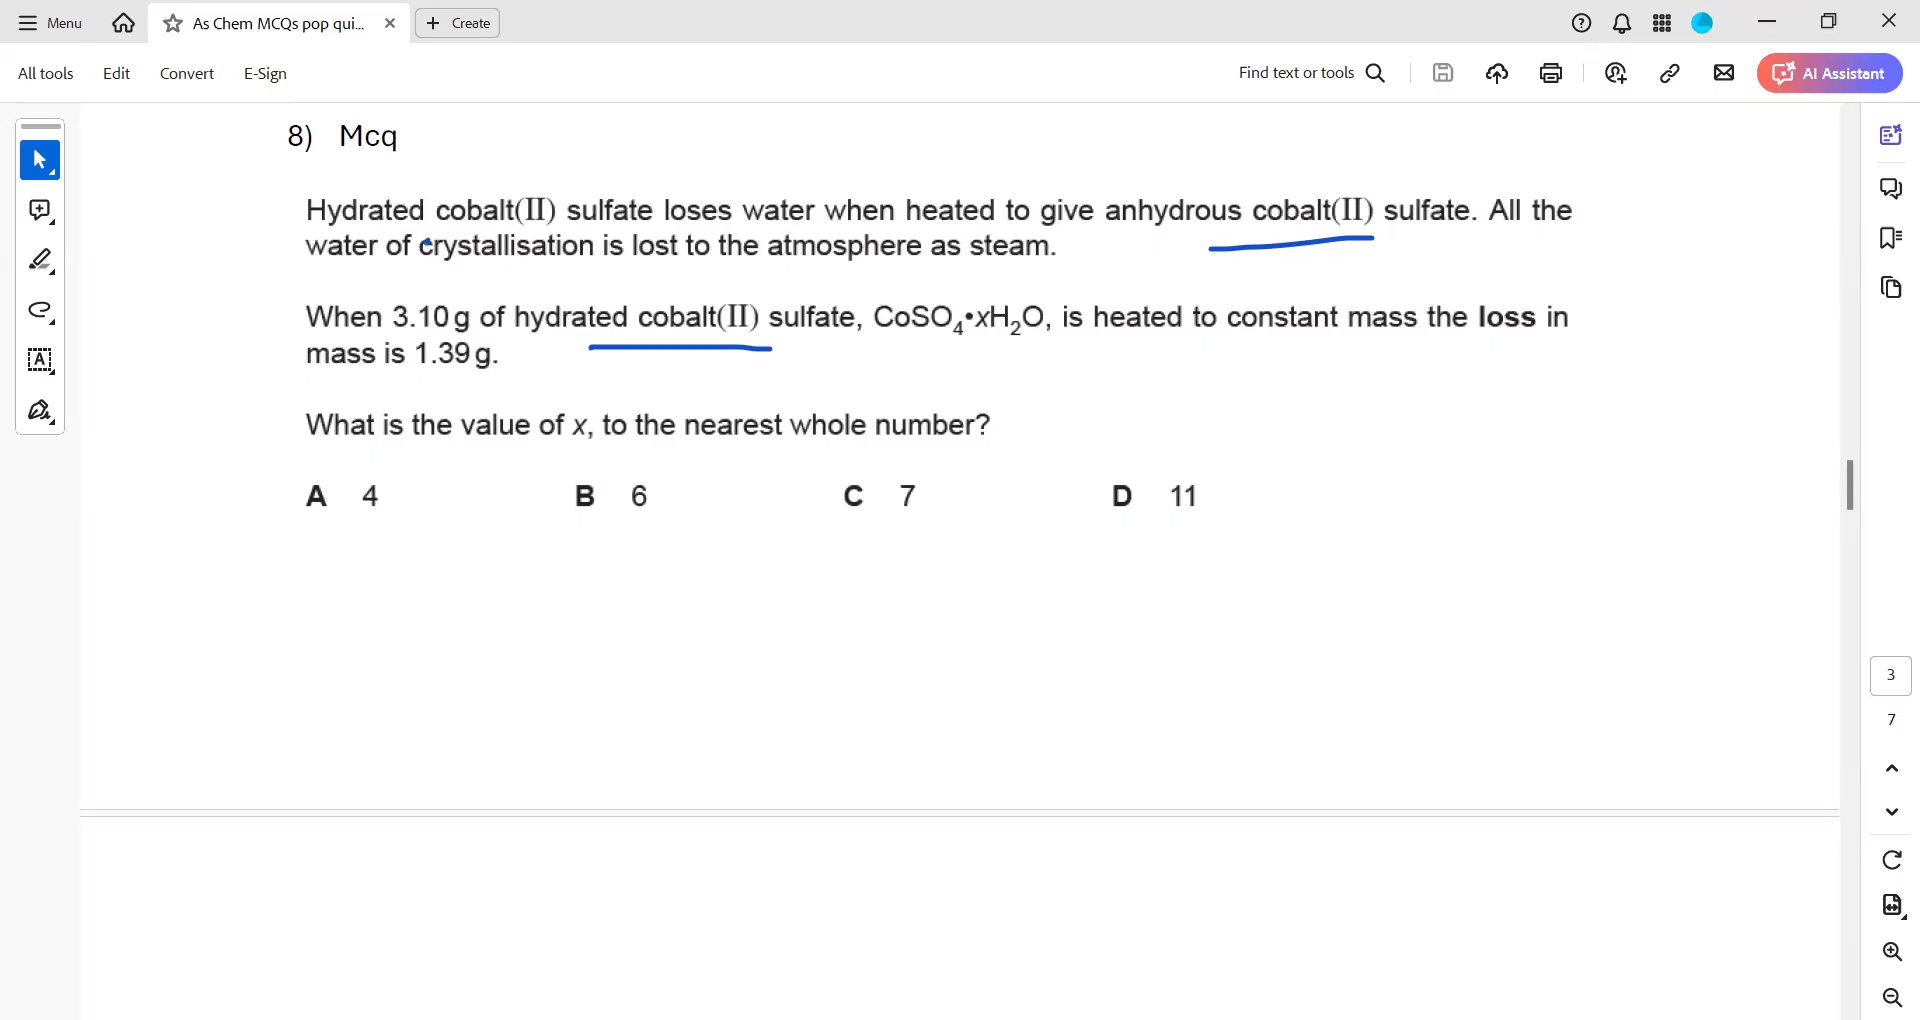 Menu
As Chem MCQs pop qui...
Create
All tools
Edit
Convert
E-Sign
Find text or tools
AI Assistant
8) Mcq
Hydrated cobalt(II) sulfate loses water when heated to give anhydrous cobalt(II) sulfate. All the
water of crystallisation is lost to the atmosphere as steam.
When 3.10 g of hydrated cobalt(II) sulfate, CoSO₄•xH₂O, is heated to constant mass the loss in
mass is 1.39 g.
What is the value of x, to the nearest whole number?
A 4 B 6 C 7 D 11
3
7